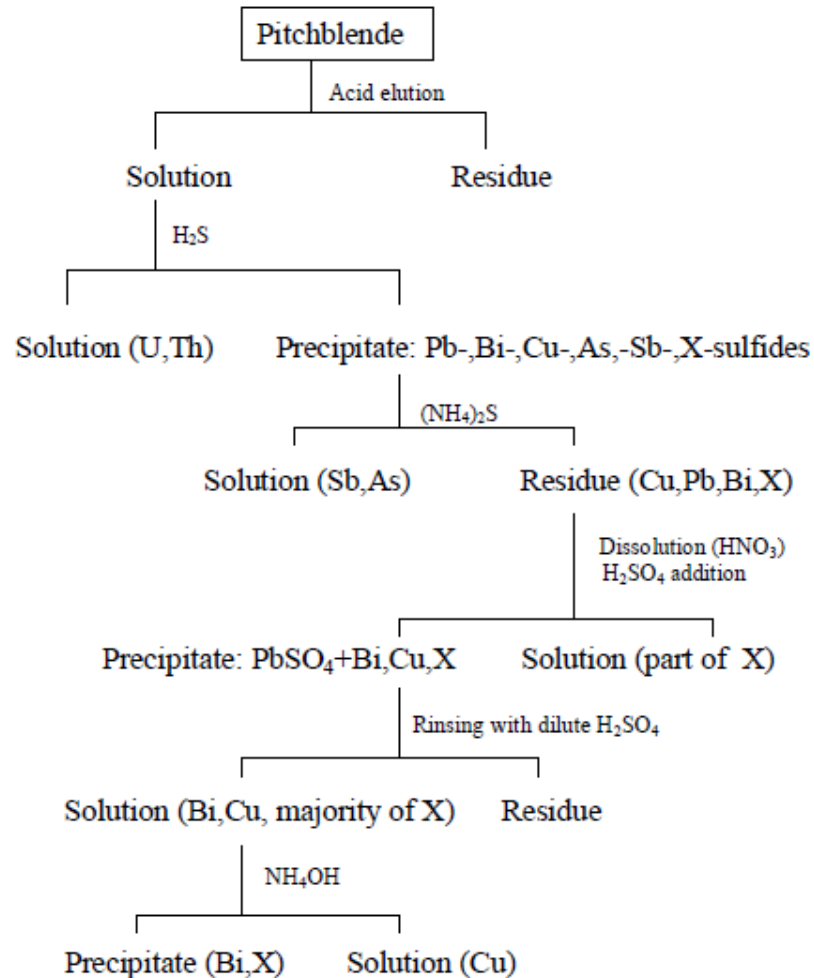 Pitchblende
Acid elution
Solution Residue
H₂S
Solution (U,Th) Precipitate: Pb-,Bi-,Cu-,As,-Sb-,X-sulfides
(NH₄)₂S
Solution (Sb,As) Residue (Cu,Pb,Bi,X)
Dissolution (HNO₃)
H₂SO₄ addition
Precipitate: PbSO₄+Bi,Cu,X Solution (part of X)
Rinsing with dilute H₂SO₄
Solution (Bi,Cu, majority of X) Residue
NH₄OH
Precipitate (Bi,X) Solution (Cu)